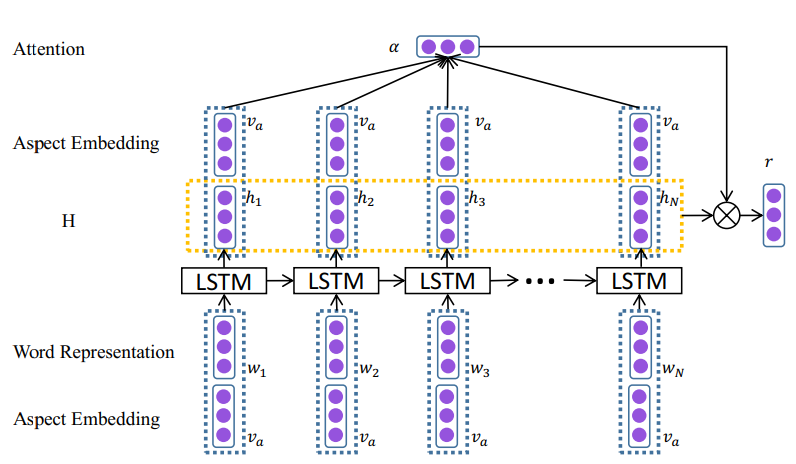 Attention α
v_a v_a v_a v_a
Aspect Embedding
r
H h_1 h_2 h_3 h_N
LSTM LSTM LSTM ••• LSTM
Word Representation
w_1 w_2 w_3 w_N
Aspect Embedding
v_a v_a v_a v_a